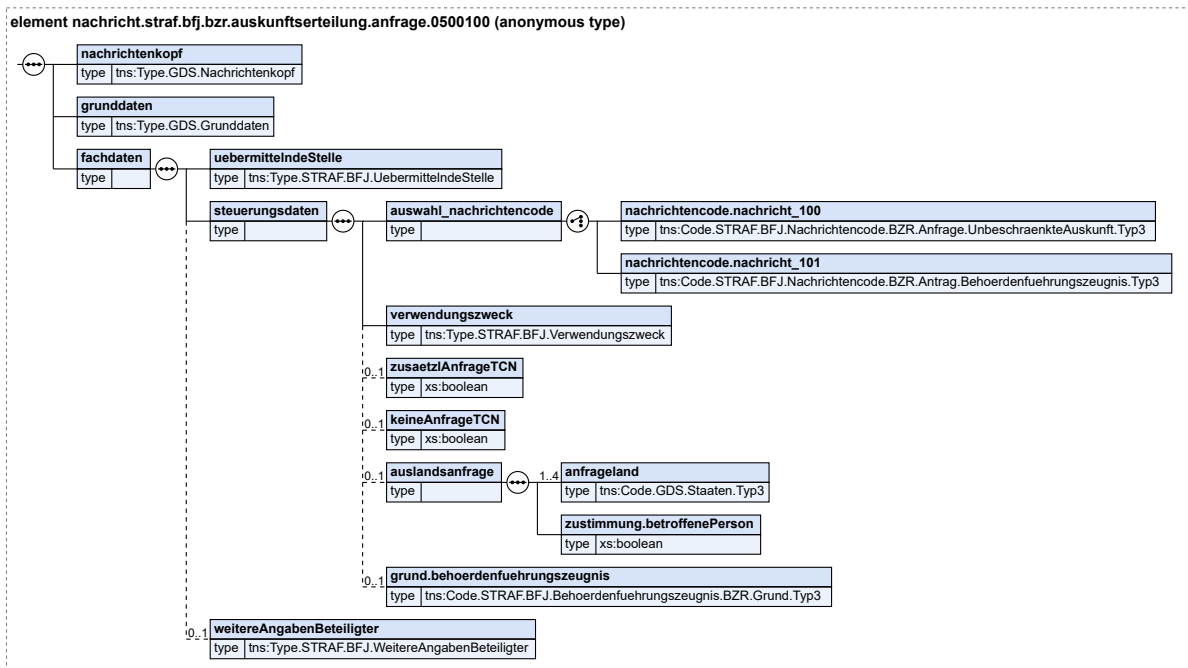 element nachricht.straf.bfj.bzr.auskunftserteilung.anfrage.0500100 (anonymous type)
nachrichtenkopf
type tns:Type.GDS.Nachrichtenkopf
grunddaten
type tns:Type.GDS.Grunddaten
fachdaten
type
uebermittelndeStelle
type tns:Type.STRAF.BFJ.UebermittelndeStelle
steuerungsdaten
type
auswahl_nachrichtencode
type
nachrichtencode.nachricht_100
type tns:Code.STRAF.BFJ.Nachrichtencode.BZR.Anfrage.UnbeschraenkteAuskunft.Typ3
nachrichtencode.nachricht_101
type tns:Code.STRAF.BFJ.Nachrichtencode.BZR.Antrag.Behoerdenfuehrungszeugnis.Typ3
verwendungszweck
type tns:Type.STRAF.BFJ.Verwendungszweck
0..1 zusaetzlAnfrageTCN
type xs:boolean
0..1 keineAnfrageTCN
type xs:boolean
0..1 auslandsanfrage
type
1..4 anfrageland
type tns:Code.GDS.Staaten.Typ3
zustimmung.betroffenePerson
type xs:boolean
0..1 grund.behoerdenfuehrungszeugnis
type tns:Code.STRAF.BFJ.Behoerdenfuehrungszeugnis.BZR.Grund.Typ3
0..1 weitereAngabenBeteiligter
type tns:Type.STRAF.BFJ.WeitereAngabenBeteiligter